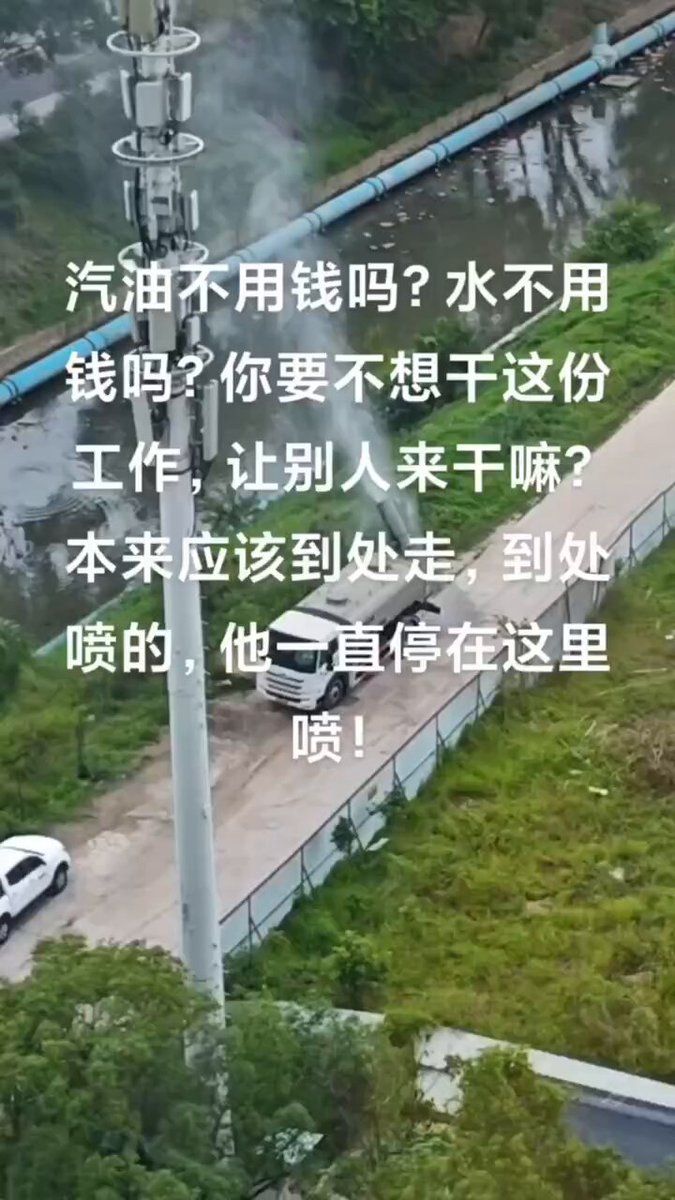 汽油不用钱吗？水不用
钱吗？你要不想干这份
工作，让别人来干嘛？
本来应该到处走，到处
喷的，他一直停在这里
喷！